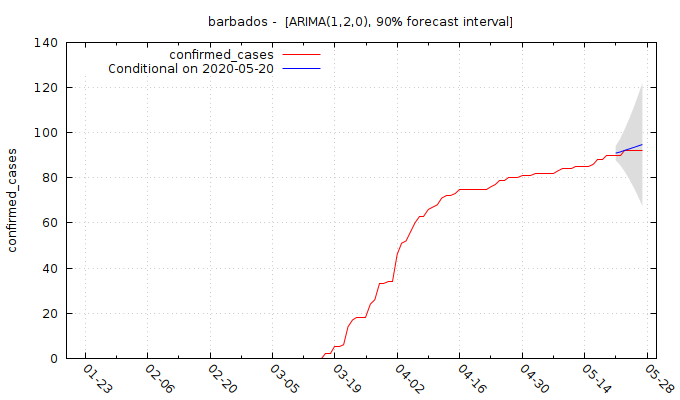 barbados -  [ARIMA(1,2,0), 90% forecast interval]
confirmed_cases
Conditional on 2020-05-20
confirmed_cases
140
120
100
80
60
40
20
0
01-23 02-06 02-20 03-05 03-19 04-02 04-16 04-30 05-14 05-28